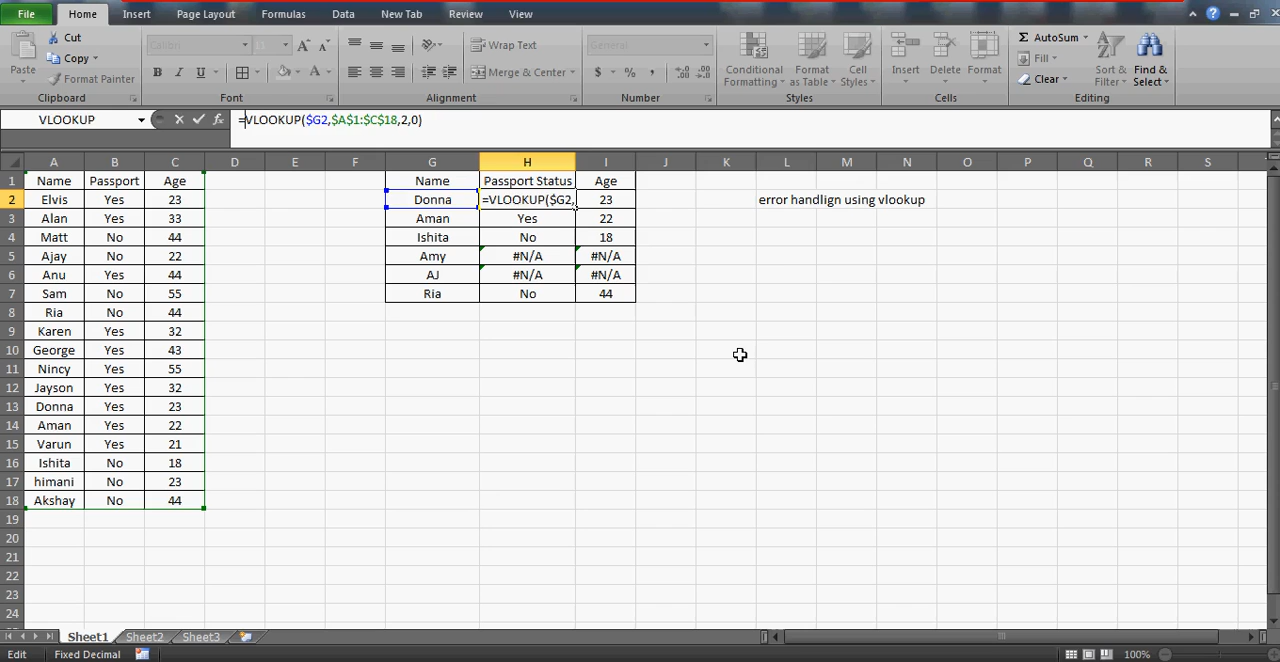 File Home Insert Page Layout Formulas Data New Tab Review View
Paste Cut Copy Format Painter
Calibri 11 A A B I U A
Wrap Text Merge & Center
General $ % , .0 .00 .00 .0
Conditional Formatting Format as Table Cell Styles
Insert Delete Format
Σ AutoSum Fill Clear Sort & Filter Find & Select
Clipboard Font Alignment Number Styles Cells Editing
VLOOKUP fx =VLOOKUP($G2,$A$1:$C$18,2,0)
A B C D E F G H I J K L M N O P Q R S
1 Name Passport Age Name Passport Status Age
2 Elvis Yes 23 Donna =VLOOKUP($G2, 23 error handlign using vlookup
3 Alan Yes 33 Aman Yes 22
4 Matt No 44 Ishita No 18
5 Ajay No 22 Amy #N/A #N/A
6 Anu Yes 44 AJ #N/A #N/A
7 Sam No 55 Ria No 44
8 Ria No 44
9 Karen Yes 32
10 George Yes 43
11 Nincy Yes 55
12 Jayson Yes 32
13 Donna Yes 23
14 Aman Yes 22
15 Varun Yes 21
16 Ishita No 18
17 himani No 23
18 Akshay No 44
19
20
21
22
23
24
Sheet1 Sheet2 Sheet3
Edit Fixed Decimal 100%